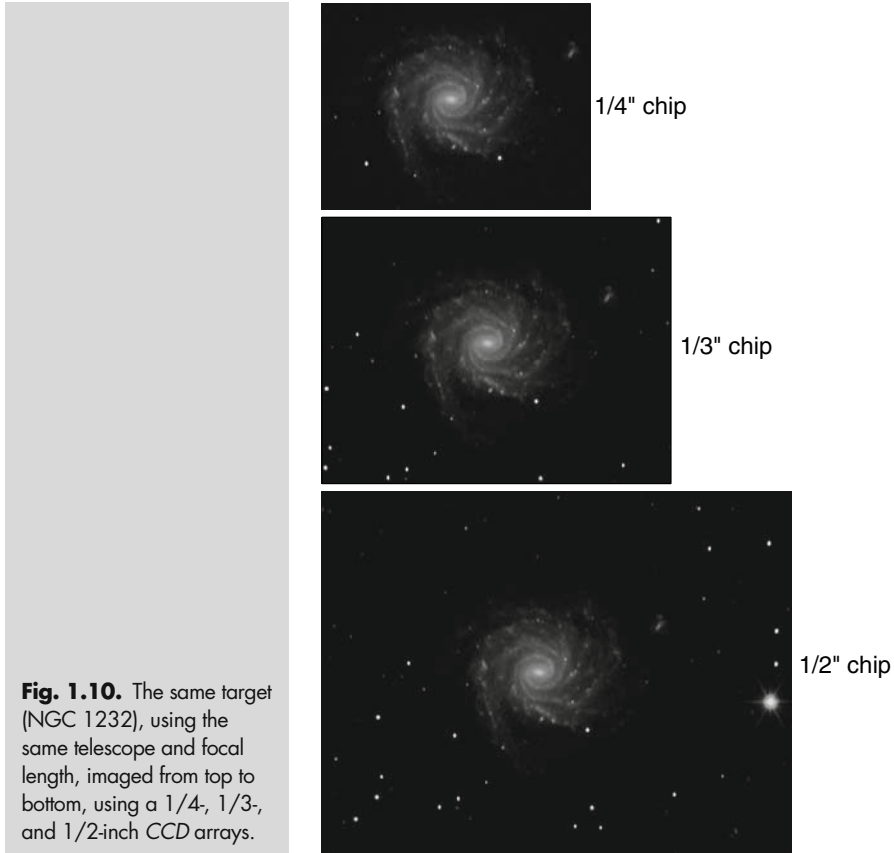 1/4" chip
1/3" chip
1/2" chip
Fig. 1.10. The same target
(NGC 1232), using the
same telescope and focal
length, imaged from top to
bottom, using a 1/4-, 1/3-,
and 1/2-inch CCD arrays.